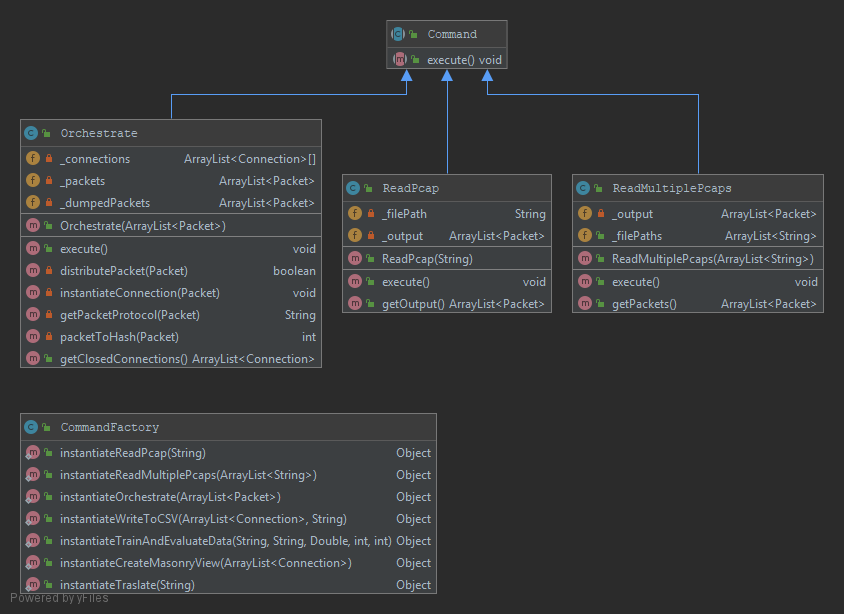 Command
execute() void
Orchestrate
_connections ArrayList<Connection>[]
_packets ArrayList<Packet>
_dumpedPackets ArrayList<Packet>
Orchestrate(ArrayList<Packet>)
execute() void
distributePacket(Packet) boolean
instantiateConnection(Packet) void
getPacketProtocol(Packet) String
packetToHash(Packet) int
getClosedConnections() ArrayList<Connection>
ReadPcap
_filePath String
_output ArrayList<Packet>
ReadPcap(String)
execute() void
getOutput() ArrayList<Packet>
ReadMultiplePcaps
_output ArrayList<Packet>
_filePaths ArrayList<String>
ReadMultiplePcaps(ArrayList<String>)
execute() void
getPackets() ArrayList<Packet>
CommandFactory
instantiateReadPcap(String) Object
instantiateReadMultiplePcaps(ArrayList<String>) Object
instantiateOrchestrate(ArrayList<Packet>) Object
instantiateWriteToCSV(ArrayList<Connection>, String) Object
instantiateTrainAndEvaluateData(String, String, Double, int, int) Object
instantiateCreateMasonryView(ArrayList<Connection>) Object
instantiateTraslate(String) Object
Powered by yFiles